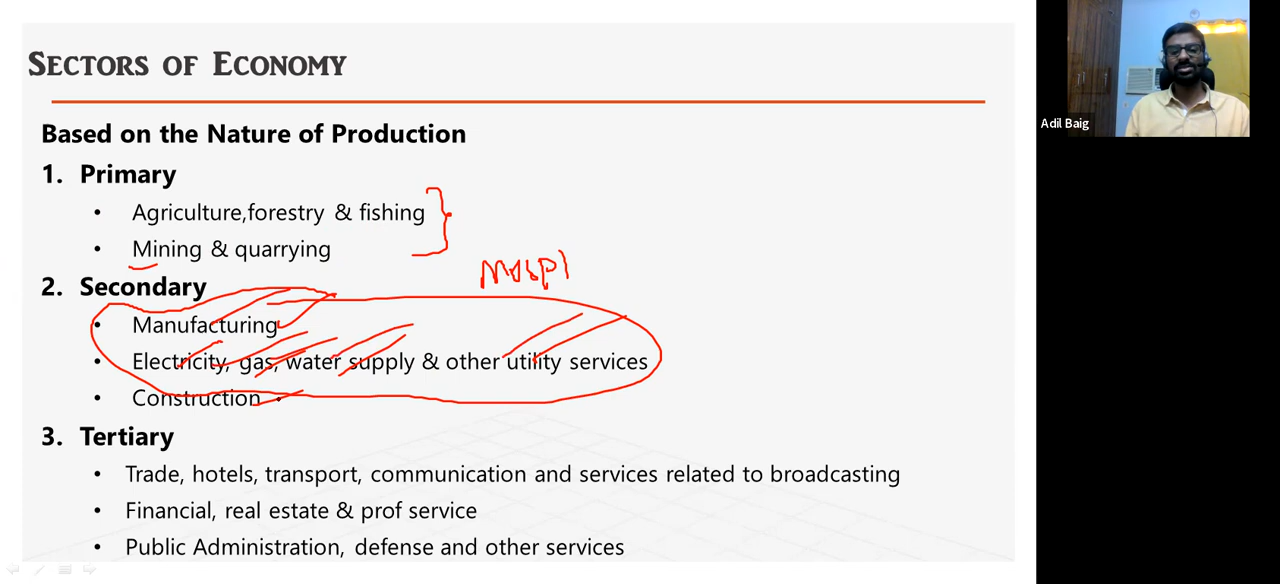 SECTORS OF ECONOMY
Based on the Nature of Production
1. Primary
• Agriculture,forestry & fishing
• Mining & quarrying
MOSPI
2. Secondary
• Manufacturing
• Electricity, gas, water supply & other utility services
• Construction
3. Tertiary
• Trade, hotels, transport, communication and services related to broadcasting
• Financial, real estate & prof service
• Public Administration, defense and other services
Adil Baig